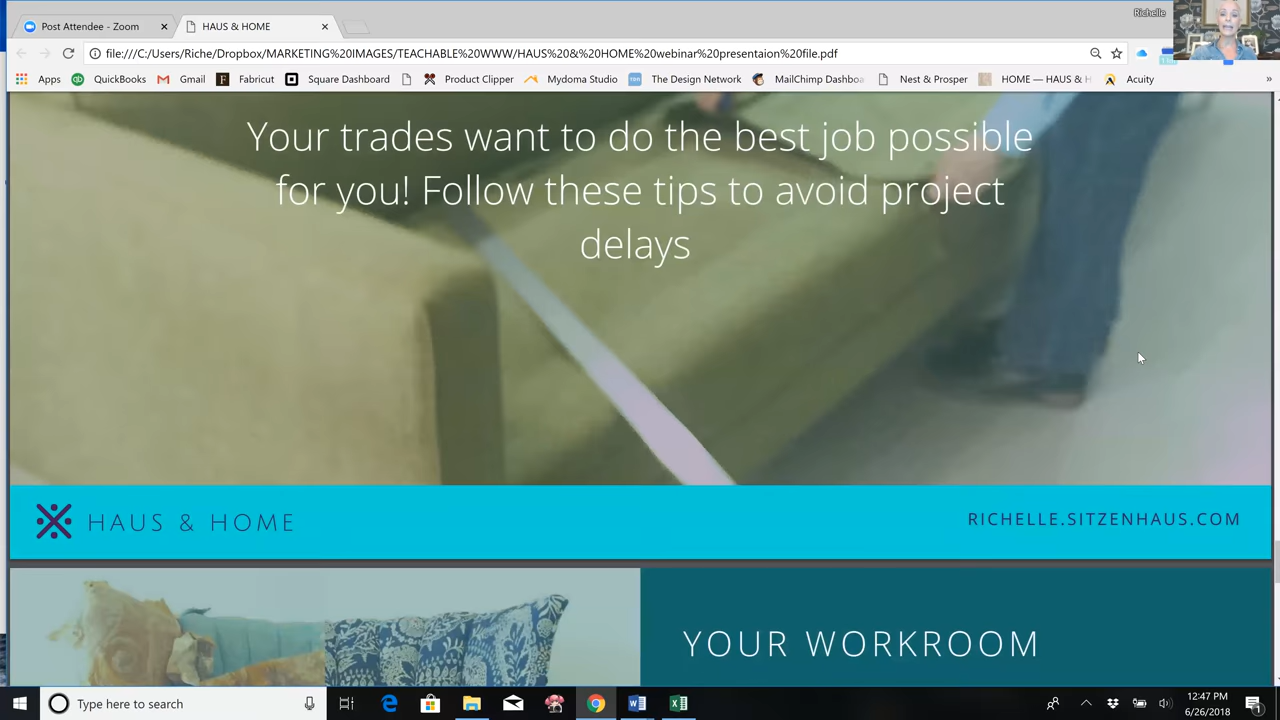 Richelle
Post Attendee - Zoom
HAUS & HOME
file:///C:/Users/Riche/Dropbox/MARKETING%20IMAGES/TEACHABLE%20WWW/HAUS%20&%20HOME%20webinar%20presentaion%20file.pdf
Apps QuickBooks Gmail Fabricut Square Dashboard Product Clipper Mydoma Studio The Design Network MailChimp Dashboa Nest & Prosper HOME — HAUS & H Acuity »
Your trades want to do the best job possible
for you! Follow these tips to avoid project
delays
HAUS & HOME
RICHELLE.SITZENHAUS.COM
YOUR WORKROOM
Type here to search
12:47 PM
6/26/2018